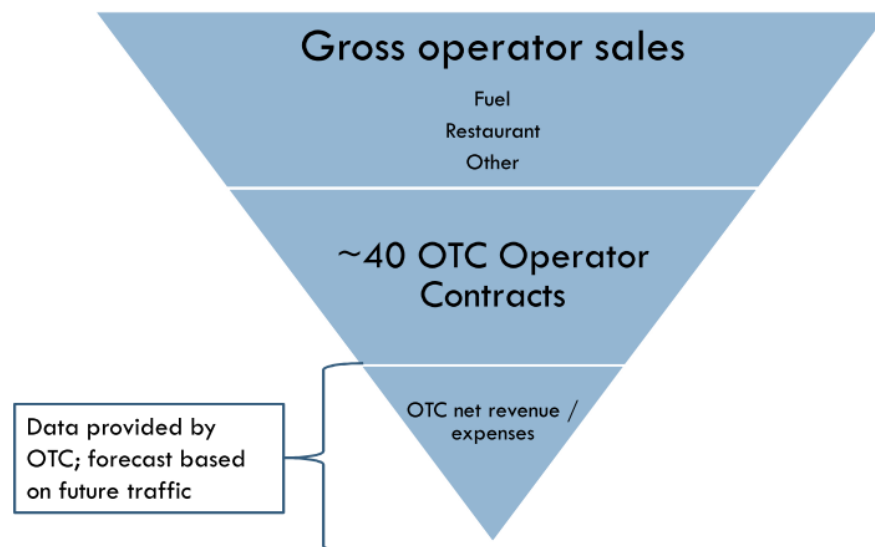 Gross operator sales
Fuel
Restaurant
Other
~40 OTC Operator
Contracts
OTC net revenue /
expenses
Data provided by
OTC; forecast based
on future traffic